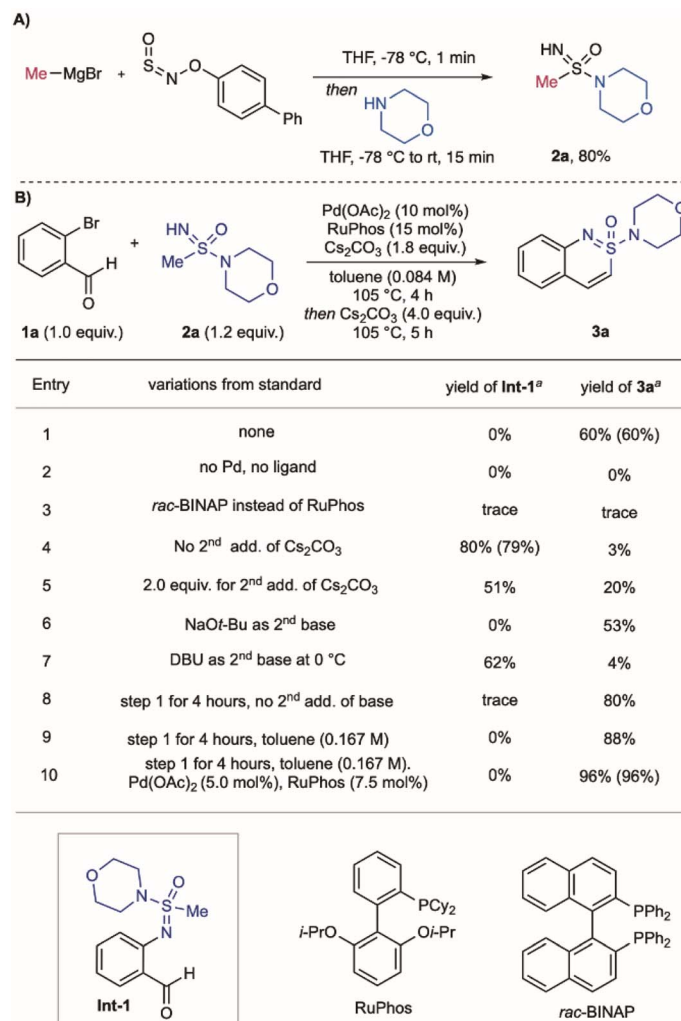 A)
Me—MgBr + O S N O Ph
THF, -78 °C, 1 min
then
HN O
THF, -78 °C to rt, 15 min
HN O
S
Me N
O
2a, 80%
B)
Br
H
O
1a (1.0 equiv.)
+
HN O
S
Me N
O
2a (1.2 equiv.)
Pd(OAc)2 (10 mol%)
RuPhos (15 mol%)
Cs2CO3 (1.8 equiv.)
toluene (0.084 M)
105 °C, 4 h
then Cs2CO3 (4.0 equiv.)
105 °C, 5 h
O
N S N
O
3a
Entry variations from standard yield of Int-1a yield of 3aa
1 none 0% 60% (60%)
2 no Pd, no ligand 0% 0%
3 rac-BINAP instead of RuPhos trace trace
4 No 2nd add. of Cs2CO3 80% (79%) 3%
5 2.0 equiv. for 2nd add. of Cs2CO3 51% 20%
6 NaOt-Bu as 2nd base 0% 53%
7 DBU as 2nd base at 0 °C 62% 4%
8 step 1 for 4 hours, no 2nd add. of base trace 80%
9 step 1 for 4 hours, toluene (0.167 M) 0% 88%
10 step 1 for 4 hours, toluene (0.167 M).
Pd(OAc)2 (5.0 mol%), RuPhos (7.5 mol%) 0% 96% (96%)
O
N O
S Me
N
H
O
Int-1
PCy2
i-PrO Oi-Pr
RuPhos
PPh2
PPh2
rac-BINAP